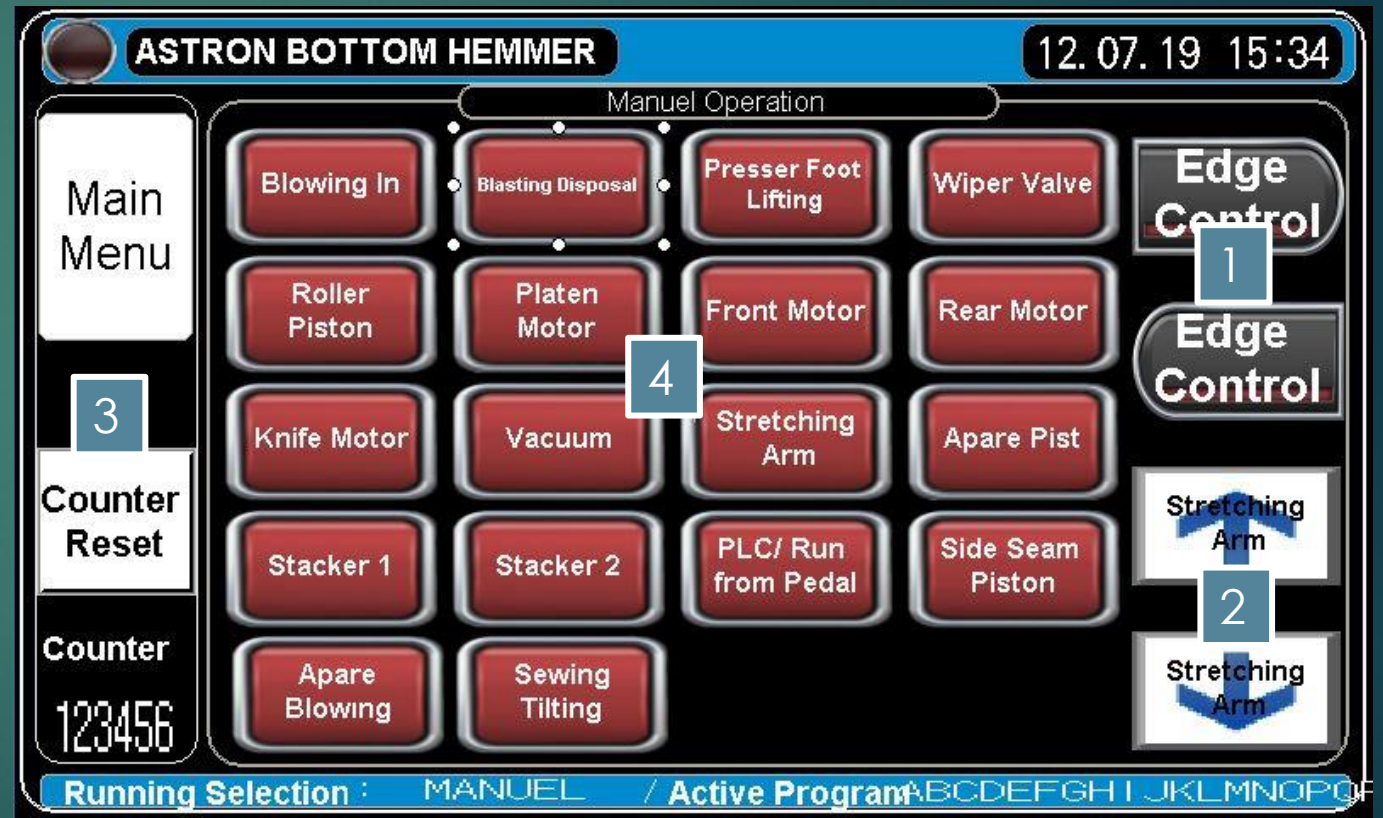 ASTRON BOTTOM HEMMER
12. 07. 19 15:34
Manuel Operation
Main
Menu
3
Counter
Reset
Counter
123456
Blowing In
Blasting Disposal
Presser Foot
Lifting
Wiper Valve
Roller
Piston
Platen
Motor
Front Motor
Rear Motor
4
Knife Motor
Vacuum
Stretching
Arm
Apare Pist
Stacker 1
Stacker 2
PLC/ Run
from Pedal
Side Seam
Piston
Apare
Blowıng
Sewing
Tilting
Edge
Control
1
Edge
Control
Stretching
Arm
2
Stretching
Arm
Running Selection : MANUEL / Active Program ABCDEFGHIJKLMNOPQR